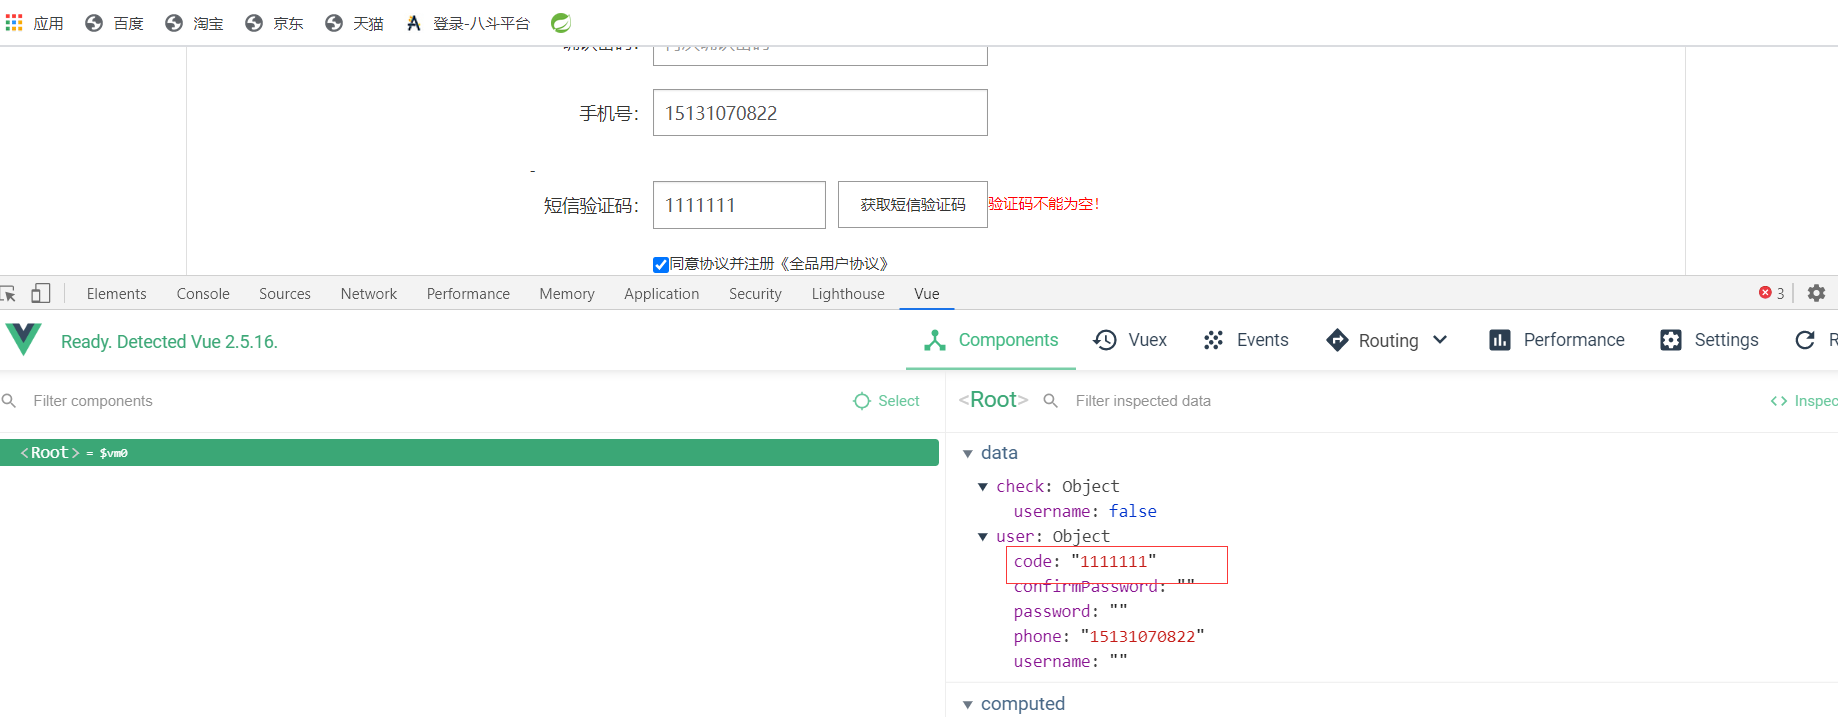 应用 百度 淘宝 京东 天猫 登录-八斗平台
手机号： 15131070822
-
短信验证码： 1111111 获取短信验证码 验证码不能为空！
同意协议并注册《全品用户协议》
Elements Console Sources Network Performance Memory Application Security Lighthouse Vue 3
Ready. Detected Vue 2.5.16. Components Vuex Events Routing Performance Settings R
Filter components Select <Root> Filter inspected data <> Inspec
<Root> = $vm0
data
check: Object
username: false
user: Object
code: "1111111"
confirmPassword: ""
password: ""
phone: "15131070822"
username: ""
computed